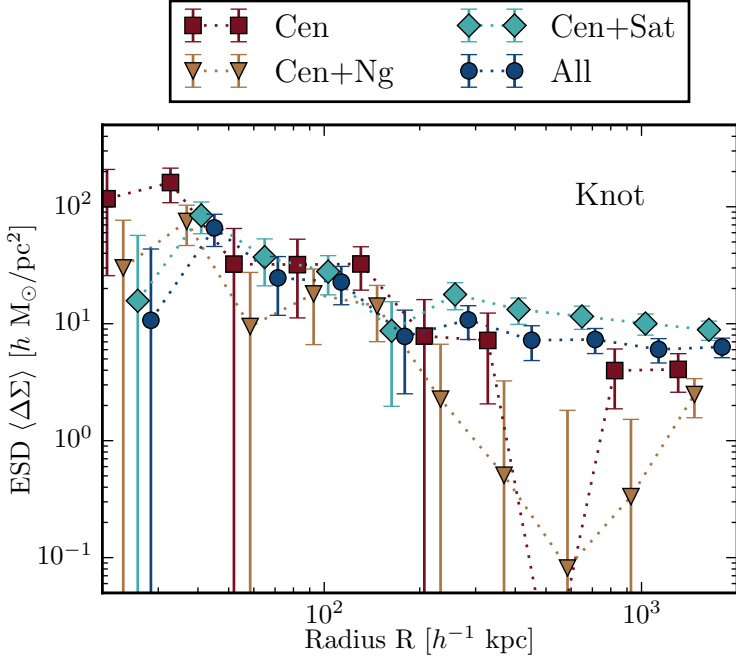 Cen Cen+Sat
Cen+Ng All
Knot
ESD ⟨ΔΣ⟩ [h M⊙/pc²]
10²
10¹
10⁰
10⁻¹
10² 10³
Radius R [h⁻¹ kpc]